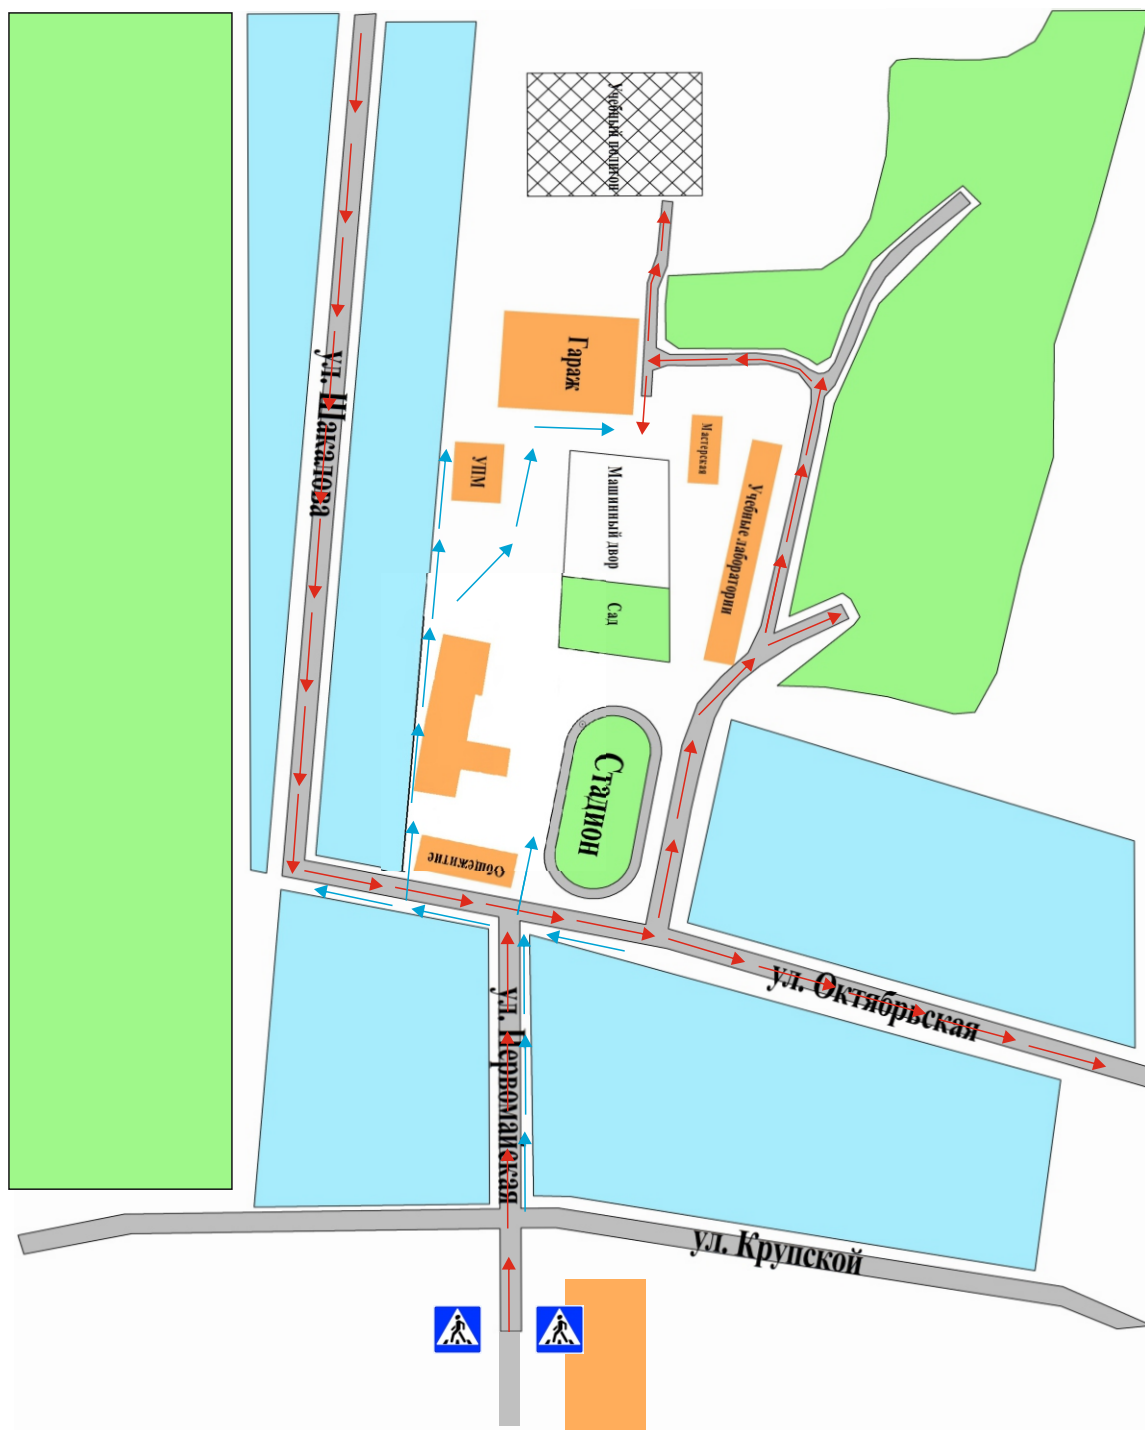 Учебный полигон
Гараж
ул. Шакалова
Мастерская
УПМ
Машинный двор
Учебные лаборатории
Сад
Стадион
Общежитие
ул. Октябрьская
ул. Первомайская
ул. Крупской